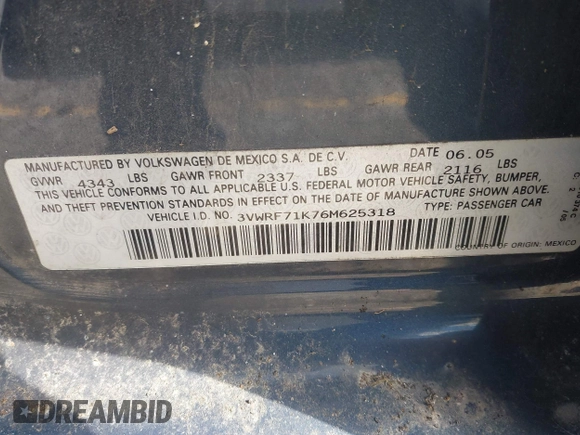 MANUFACTURED BY VOLKSWAGEN DE MEXICO S.A. DE C.V. DATE 06.05
GVWR 4343 LBS GAWR FRONT 2337 LBS GAWR REAR 2116 LBS
THIS VEHICLE CONFORMS TO ALL APPLICABLE U.S. FEDERAL MOTOR VEHICLE SAFETY, BUMPER,
AND THEFT PREVENTION STANDARDS IN EFFECT ON THE DATE OF MANUFACTURE SHOWN ABOVE.
VEHICLE I.D. NO. 3VWRF71K76M625318 TYPE: PASSENGER CAR
COUNTRY OF ORIGIN: MEXICO
DREAMBID